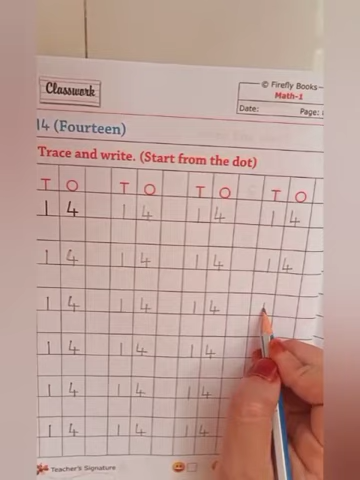 Classwork
© Firefly Books
Math-1
Date:
Page:
14 (Fourteen)
Trace and write. (Start from the dot)
T O T O T O T O
1 4 1 4 1 4 1 4
1 4 1 4 1 4 1 4
1 4 1 4 1 4 1
1 4 1 4 1 4
1 4 1 4 1 4
1 4 1 4 1 4
Teacher's Signature